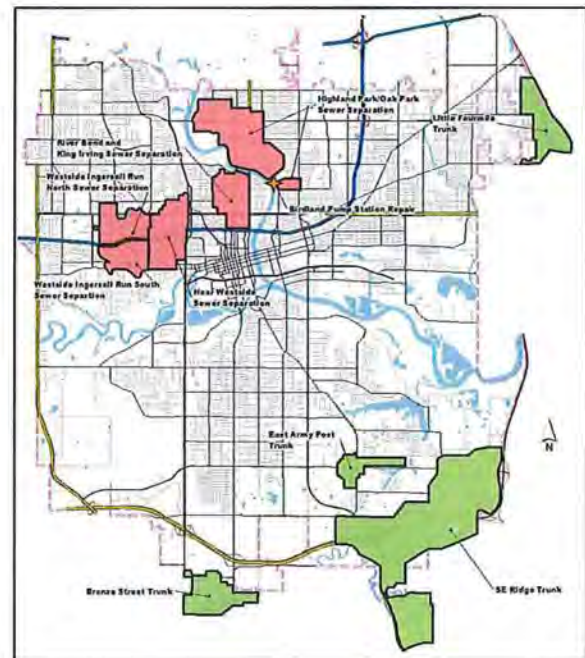 Highland Park/Oak Park
Sewer Separation
Little Fourmile
Trunk
River Bend and
King Irving Sewer Separation
Westside Ingersoll Run
North Sewer Separation
Birdland Pump Station Repair
Westside Ingersoll Run South
Sewer Separation
Near Westside
Sewer Separation
East Army Post
Trunk
N
Bronze Street Trunk
SE Ridge Trunk